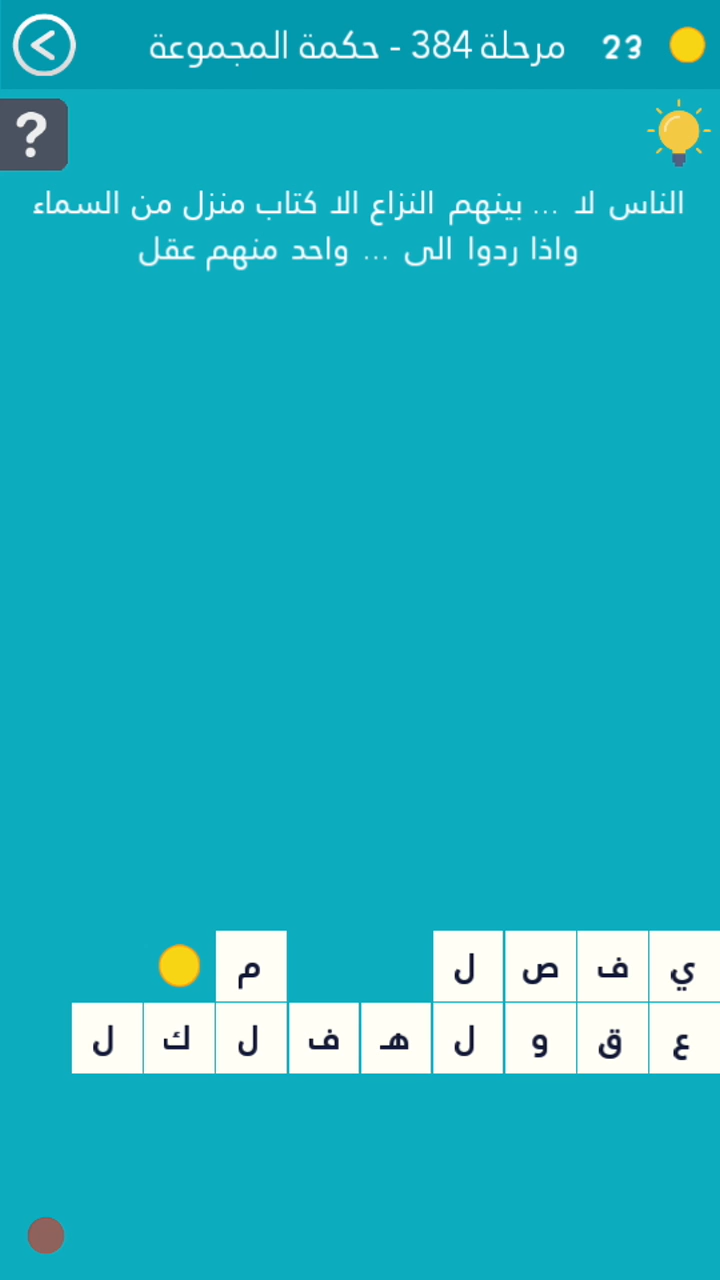 مرحلة 384 - حكمة المجموعة 23
?
الناس لا ... بينهم النزاع الا كتاب منزل من السماء
واذا ردوا الى ... واحد منهم عقل
ي ف ص ل م
ع ق و ل هـ ف ل ك ل